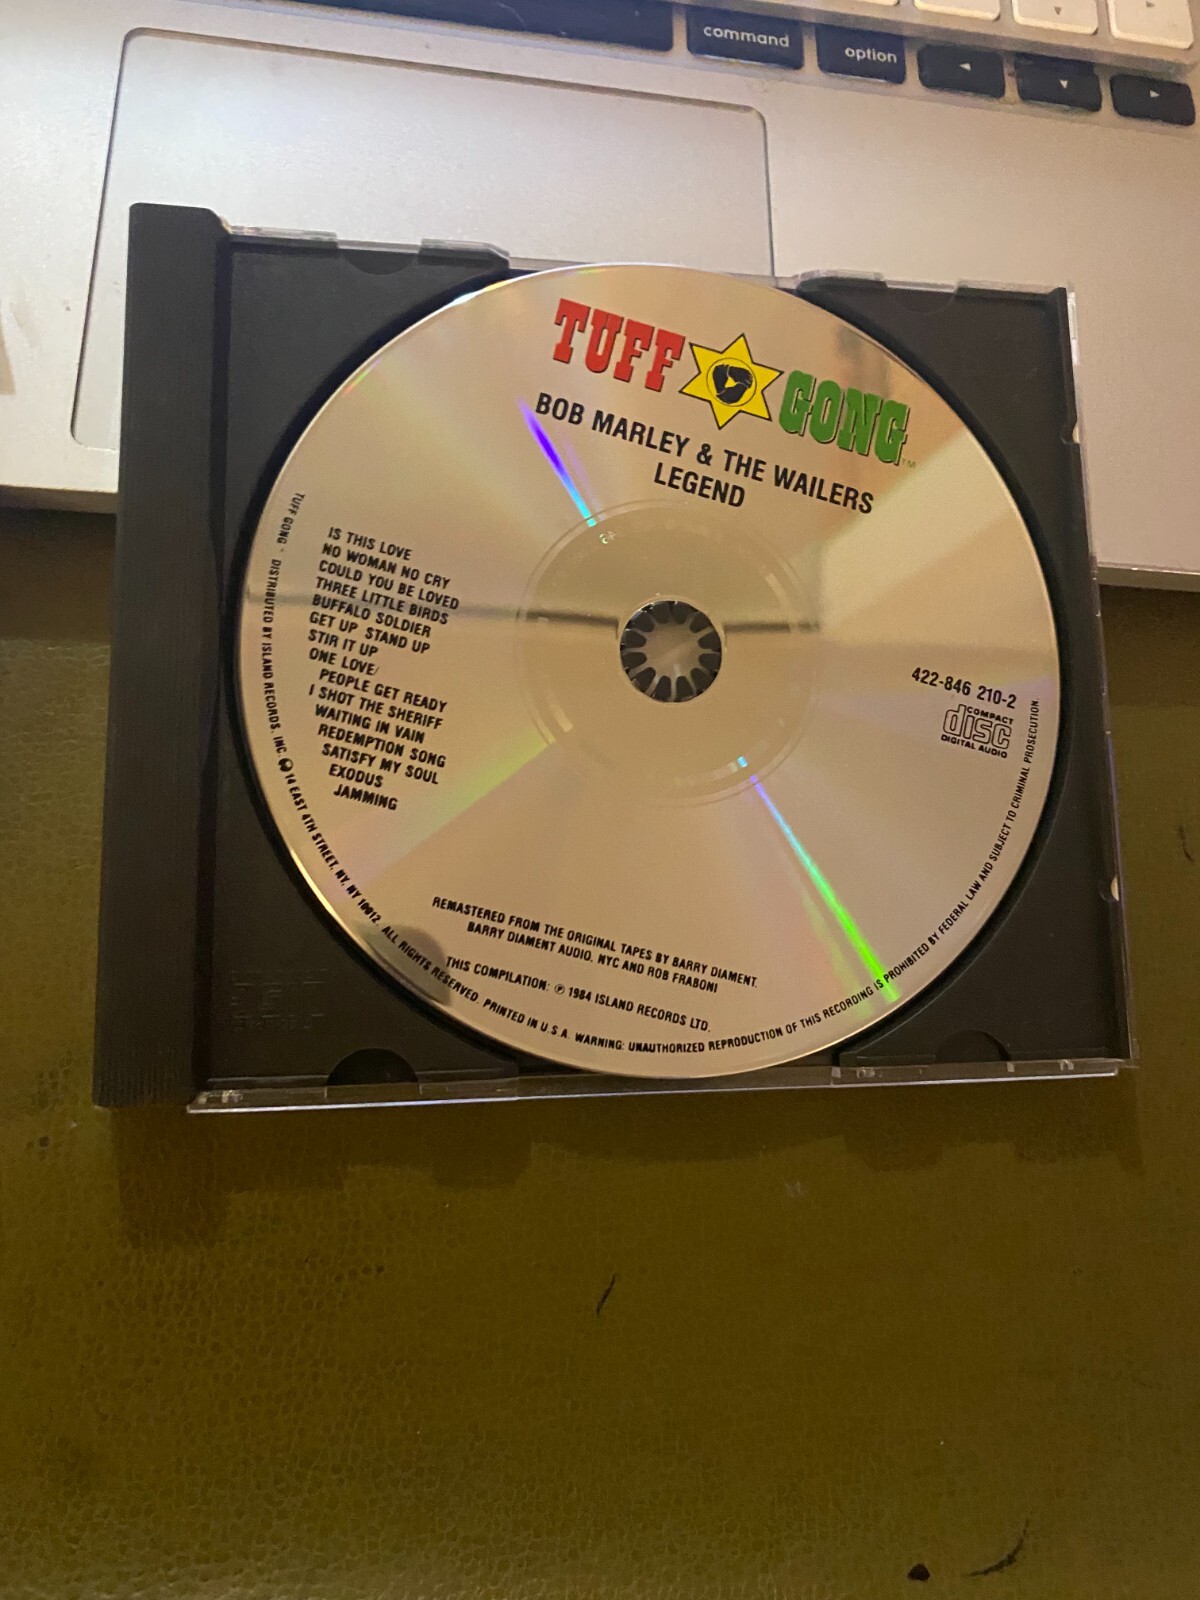 command
option
TUFF GONG™
BOB MARLEY & THE WAILERS
LEGEND
IS THIS LOVE
NO WOMAN NO CRY
COULD YOU BE LOVED
THREE LITTLE BIRDS
BUFFALO SOLDIER
GET UP STAND UP
STIR IT UP
ONE LOVE/
PEOPLE GET READY
I SHOT THE SHERIFF
WAITING IN VAIN
REDEMPTION SONG
SATISFY MY SOUL
EXODUS
JAMMING
422-846 210-2
COMPACT
disc
DIGITAL AUDIO
REMASTERED FROM THE ORIGINAL TAPES BY BARRY DIAMENT,
BARRY DIAMENT AUDIO, NYC AND ROB FRABONI
THIS COMPILATION: ℗ 1984 ISLAND RECORDS LTD.
TUFF GONG - DISTRIBUTED BY ISLAND RECORDS, INC. 14 EAST 4TH STREET, NY, NY 10012. ALL RIGHTS RESERVED. PRINTED IN U.S.A. WARNING: UNAUTHORIZED REPRODUCTION OF THIS RECORDING IS PROHIBITED BY FEDERAL LAW AND SUBJECT TO CRIMINAL PROSECUTION.